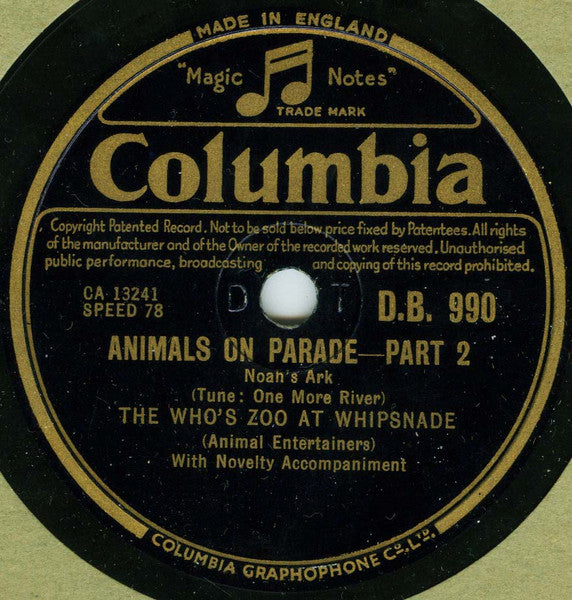 MADE IN ENGLAND
"Magic Notes"
TRADE MARK
Columbia
Copyright Patented Record. Not to be sold below price fixed by Patentees. All rights
of the manufacturer and of the Owner of the recorded work reserved. Unauthorised
public performance, broadcasting and copying of this record prohibited.
CA 13241
SPEED 78
D T
D.B. 990
ANIMALS ON PARADE—PART 2
Noah's Ark
(Tune: One More River)
THE WHO'S ZOO AT WHIPSNADE
(Animal Entertainers)
With Novelty Accompaniment
COLUMBIA GRAPHOPHONE CO. LTD.